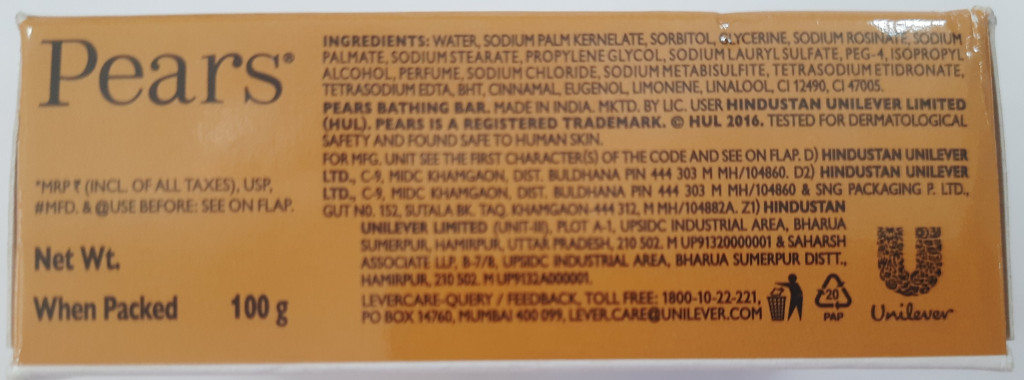 Pears®
*MRP ₹ (INCL. OF ALL TAXES), USP,
#MFD. & @USE BEFORE: SEE ON FLAP.
Net Wt.
When Packed 100 g
INGREDIENTS: WATER, SODIUM PALM KERNELATE, SORBITOL, GLYCERINE, SODIUM ROSINATE, SODIUM
PALMATE, SODIUM STEARATE, PROPYLENE GLYCOL, SODIUM LAURYL SULFATE, PEG-4, ISOPROPYL
ALCOHOL, PERFUME, SODIUM CHLORIDE, SODIUM METABISULFITE, TETRASODIUM ETIDRONATE,
TETRASODIUM EDTA, BHT, CINNAMAL, EUGENOL, LIMONENE, LINALOOL, CI 12490, CI 47005.
PEARS BATHING BAR. MADE IN INDIA. MKTD. BY LIC. USER HINDUSTAN UNILEVER LIMITED
(HUL). PEARS IS A REGISTERED TRADEMARK. © HUL 2016. TESTED FOR DERMATOLOGICAL
SAFETY AND FOUND SAFE TO HUMAN SKIN.
FOR MFG. UNIT SEE THE FIRST CHARACTER(S) OF THE CODE AND SEE ON FLAP. D) HINDUSTAN UNILEVER
LTD., C-9, MIDC KHAMGAON, DIST. BULDHANA PIN 444 303 M MH/104860. D2) HINDUSTAN UNILEVER
LTD., C-9, MIDC KHAMGAON, DIST. BULDHANA PIN 444 303 M MH/104860 & SNG PACKAGING P. LTD.,
GUT NO. 152, SUTALA BK. TAQ. KHAMGAON-444 312, M MH/104882A. Z1) HINDUSTAN
UNILEVER LIMITED (UNIT-III), PLOT A-1, UPSIDC INDUSTRIAL AREA, BHARUA
SUMERPUR, HAMIRPUR, UTTAR PRADESH, 210 502. M UP91320000001 & SAHARSH
ASSOCIATE LLP, B-7/8, UPSIDC INDUSTRIAL AREA, BHARUA SUMERPUR DISTT.,
HAMIRPUR, 210 502. M UP9132A000001.
LEVERCARE-QUERY / FEEDBACK, TOLL FREE: 1800-10-22-221,
PO BOX 14760, MUMBAI 400 099, LEVER.CARE@UNILEVER.COM
20
PAP
Unilever